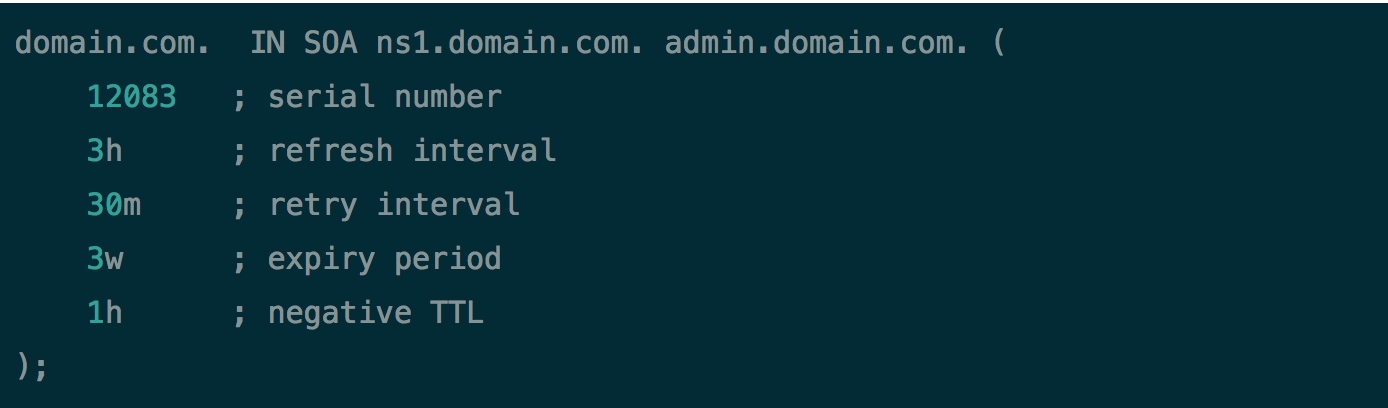 domain.com.  IN SOA ns1.domain.com. admin.domain.com. (
    12083   ; serial number
    3h      ; refresh interval
    30m     ; retry interval
    3w      ; expiry period
    1h      ; negative TTL
);